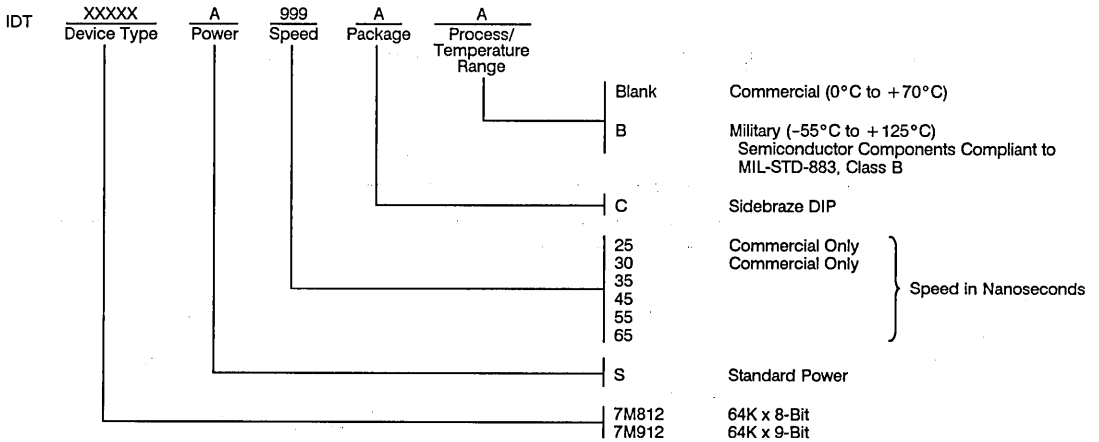 IDT XXXXX A 999 A A
Device Type Power Speed Package Process/
Temperature
Range
Blank Commercial (0°C to +70°C)
B Military (–55°C to +125°C)
Semiconductor Components Compliant to
MIL-STD-883, Class B
C Sidebraze DIP
25 Commercial Only
30 Commercial Only
35
45
55
65
Speed in Nanoseconds
S Standard Power
7M812 64K x 8-Bit
7M912 64K x 9-Bit